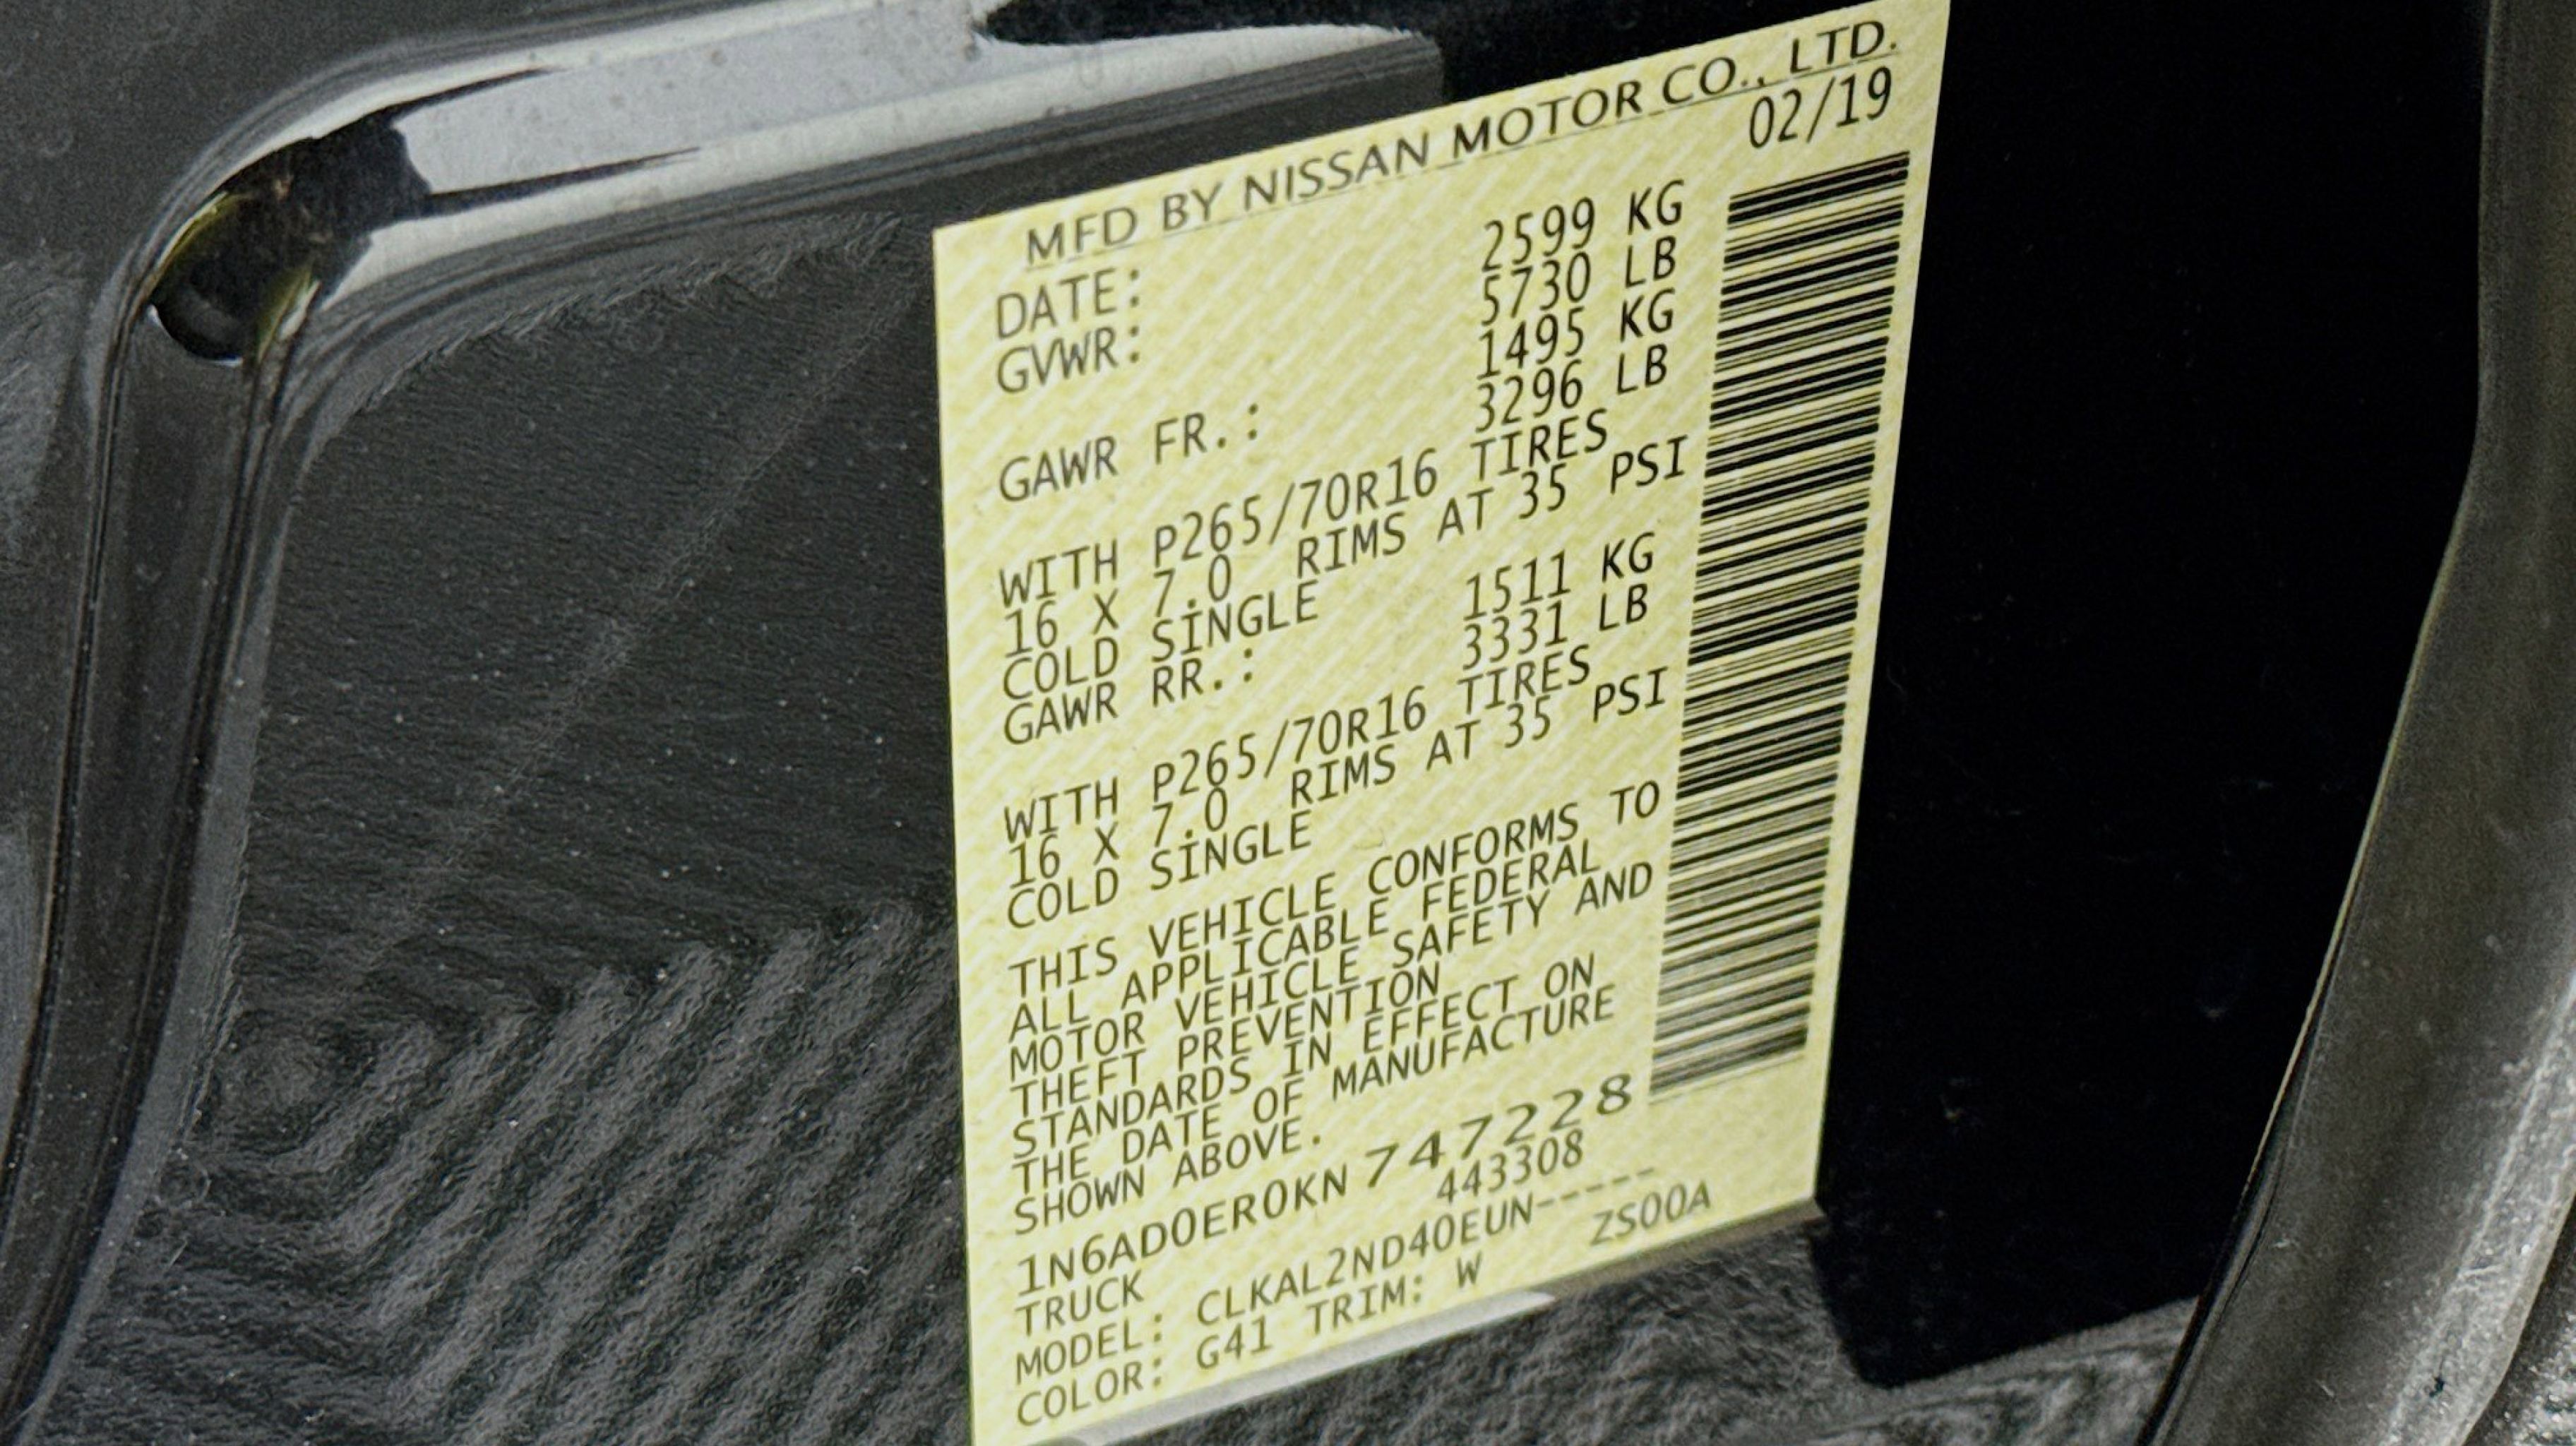 MFD BY NISSAN MOTOR CO., LTD.
DATE: 02/19
GVWR: 2599 KG
5730 LB
GAWR FR.: 1495 KG
3296 LB
WITH P265/70R16 TIRES
16 X 7.0 RIMS AT 35 PSI
COLD SINGLE
GAWR RR.: 1511 KG
3331 LB
WITH P265/70R16 TIRES
16 X 7.0 RIMS AT 35 PSI
COLD SINGLE
THIS VEHICLE CONFORMS TO
ALL APPLICABLE FEDERAL
MOTOR VEHICLE SAFETY AND
THEFT PREVENTION
STANDARDS IN EFFECT ON
THE DATE OF MANUFACTURE
SHOWN ABOVE.
1N6AD0ER0KN747228
TRUCK 443308
MODEL: CLKAL2ND40EUN-----
COLOR: G41 TRIM: W ZS00A